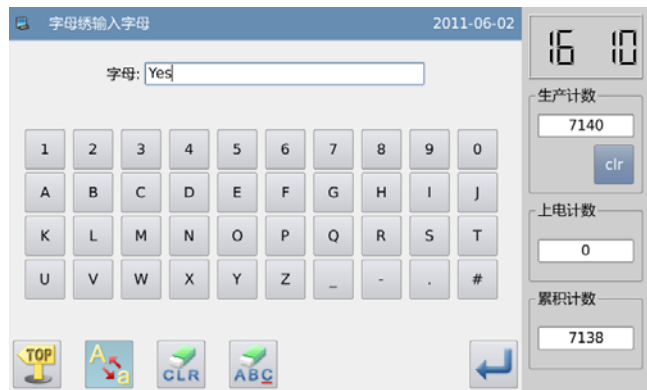 字母绣输入字母 2011-06-02
16 10
字母: Yes
生产计数
7140
clr
1 2 3 4 5 6 7 8 9 0
A B C D E F G H I J
上电计数
0
K L M N O P Q R S T
U V W X Y Z _ - . #
累积计数
7138
TOP Aa CLR ABC